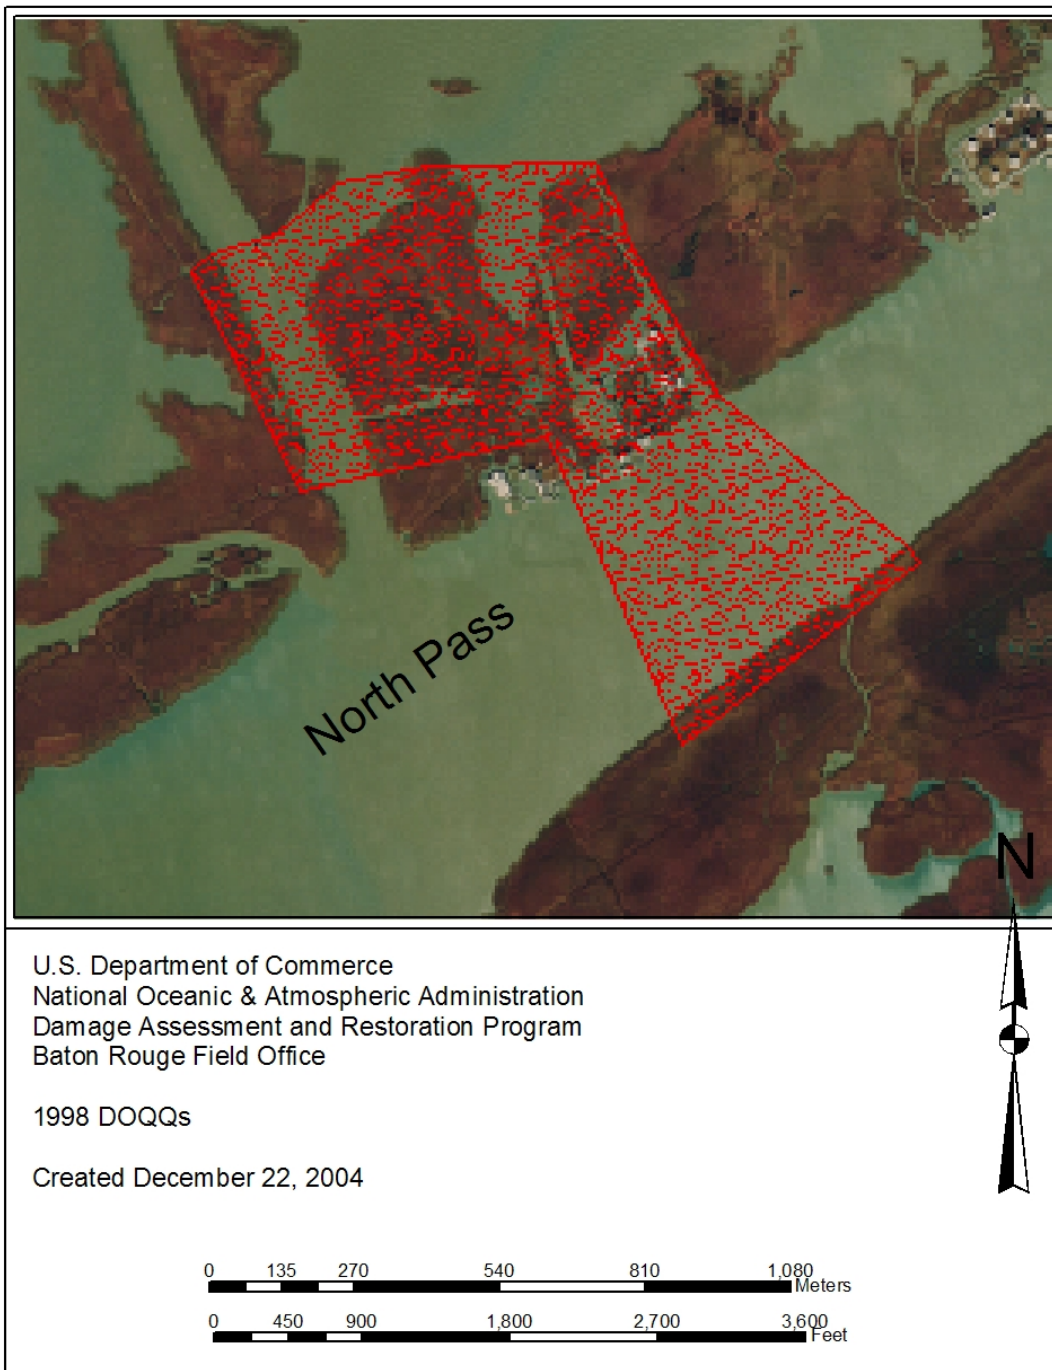 North Pass
N
U.S. Department of Commerce
National Oceanic & Atmospheric Administration
Damage Assessment and Restoration Program
Baton Rouge Field Office
1998 DOQQs
Created December 22, 2004
0 135 270 540 810 1,080
Meters
0 450 900 1,800 2,700 3,600
Feet